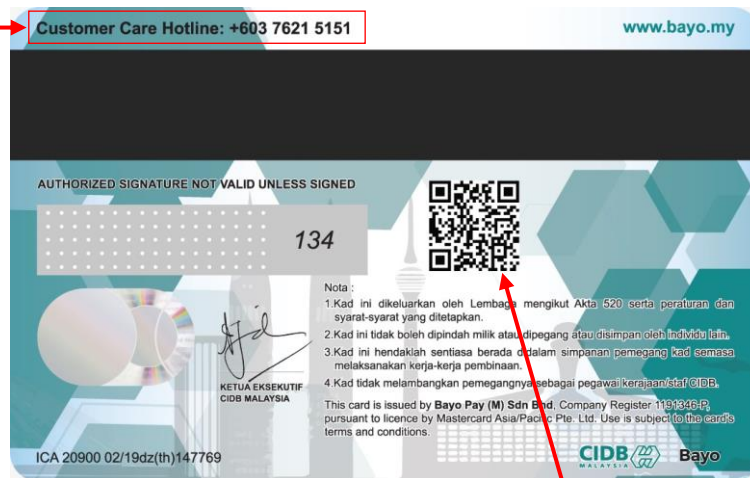 Customer Care Hotline: +603 7621 5151
www.bayo.my
AUTHORIZED SIGNATURE NOT VALID UNLESS SIGNED
134
Nota :
1.Kad ini dikeluarkan oleh Lembaga mengikut Akta 520 serta peraturan dan
syarat-syarat yang ditetapkan.
2.Kad ini tidak boleh dipindah milik atau dipegang atau disimpan oleh individu lain.
3.Kad ini hendaklah sentiasa berada didalam simpanan pemegang kad semasa
melaksanakan kerja-kerja pembinaan.
4.Kad tidak melambangkan pemegangnya sebagai pegawai kerajaan/staf CIDB.
KETUA EKSEKUTIF
CIDB MALAYSIA
This card is issued by Bayo Pay (M) Sdn Bhd, Company Register 1191346-P,
pursuant to licence by Mastercard Asia/Pacific Pte. Ltd. Use is subject to the card's
terms and conditions.
ICA 20900 02/19dz(th)147769
CIDB
MALAYSIA
Bayo